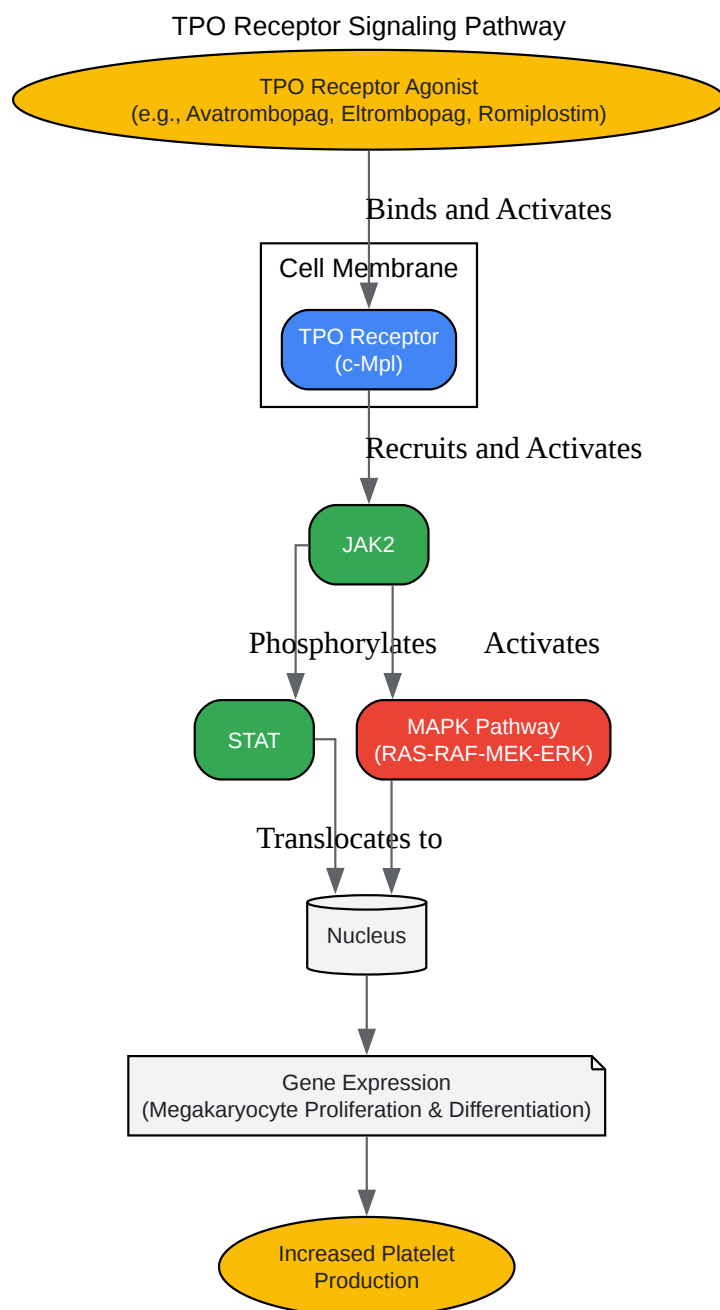 TPO Receptor Signaling Pathway
TPO Receptor Agonist
(e.g., Avatrombopag, Eltrombopag, Romiplostim)
Binds and Activates
Cell Membrane
TPO Receptor
(c-Mpl)
Recruits and Activates
JAK2
Phosphorylates
Activates
STAT
MAPK Pathway
(RAS-RAF-MEK-ERK)
Translocates to
Nucleus
Gene Expression
(Megakaryocyte Proliferation & Differentiation)
Increased Platelet
Production